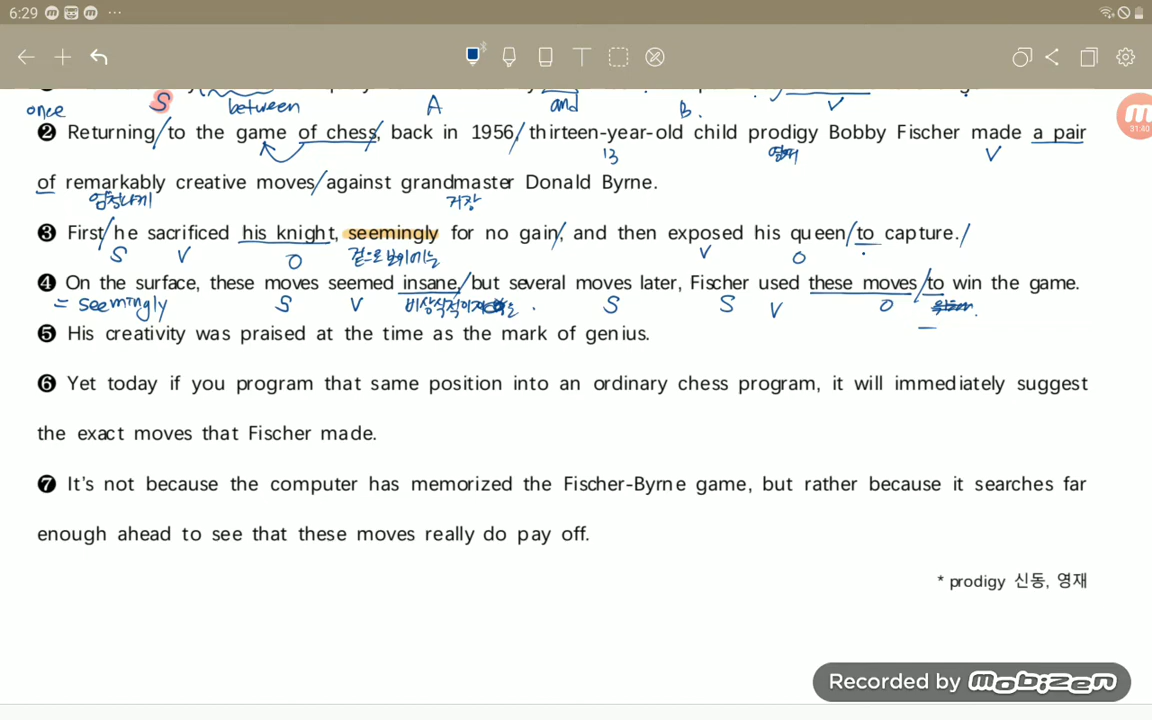 6:29
once S between A and B. V
❷ Returning/to the game of chess, back in 1956/thirteen-year-old child prodigy Bobby Fischer made a pair
13 V
of remarkably creative moves/against grandmaster Donald Byrne.
엄청나게 거장
❸ First/he sacrificed his knight, seemingly for no gain/, and then exposed his queen/to capture./
S V O 겉으로 보기에는 V O
❹ On the surface, these moves seemed insane,/but several moves later, Fischer used these moves/to win the game.
= seemingly S V S S V O
❺ His creativity was praised at the time as the mark of genius.
❻ Yet today if you program that same position into an ordinary chess program, it will immediately suggest
the exact moves that Fischer made.
❼ It's not because the computer has memorized the Fischer-Byrne game, but rather because it searches far
enough ahead to see that these moves really do pay off.
* prodigy 신동, 영재
Recorded by mobizen